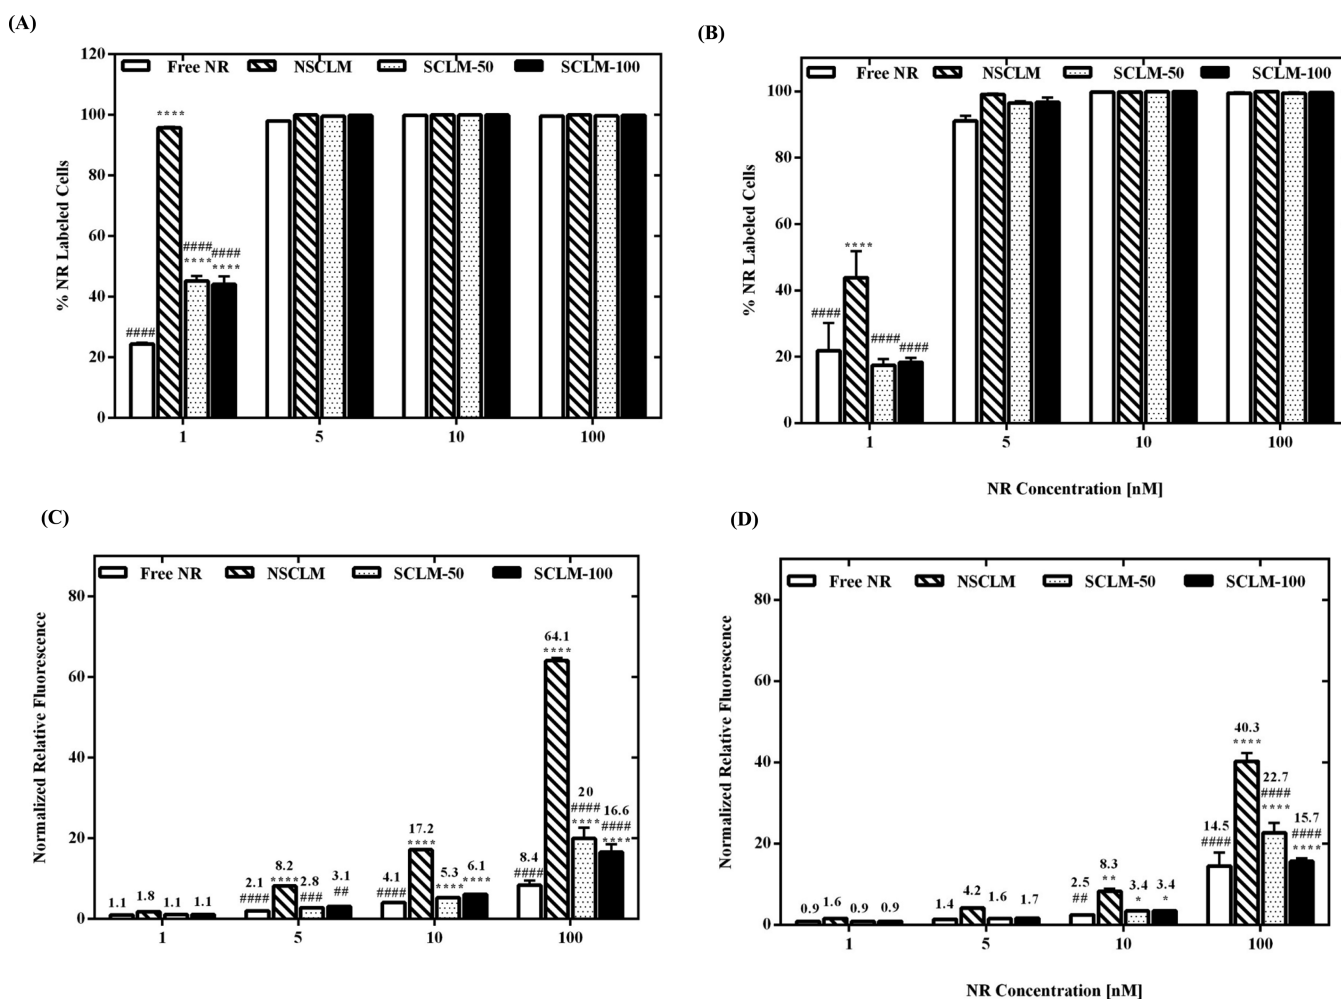 (A)
120
100
80
60
40
20
0
% NR Labeled Cells
Free NR NSCLM SCLM-50 SCLM-100
****
#### ####
**** ****
####
1 5 10 100
(B)
100
80
60
40
20
0
% NR Labeled Cells
Free NR NSCLM SCLM-50 SCLM-100
****
####
#### ####
1 5 10 100
NR Concentration [nM]
(C)
80
60
40
20
0
Normalized Relative Fluorescence
Free NR NSCLM SCLM-50 SCLM-100
1.1 1.8 1.1 1.1
2.1 8.2 2.8 3.1
#### **** ### ##
4.1 17.2 5.3 6.1
#### **** **** ****
8.4 64.1 20 16.6
#### **** #### ####
**** ****
1 5 10 100
(D)
80
60
40
20
0
Normalized Relative Fluorescence
Free NR NSCLM SCLM-50 SCLM-100
0.9 1.6 0.9 0.9
1.4 4.2 1.6 1.7
2.5 8.3 3.4 3.4
## ** * *
14.5 40.3 22.7 15.7
#### **** #### ####
**** ****
1 5 10 100
NR Concentration [nM]